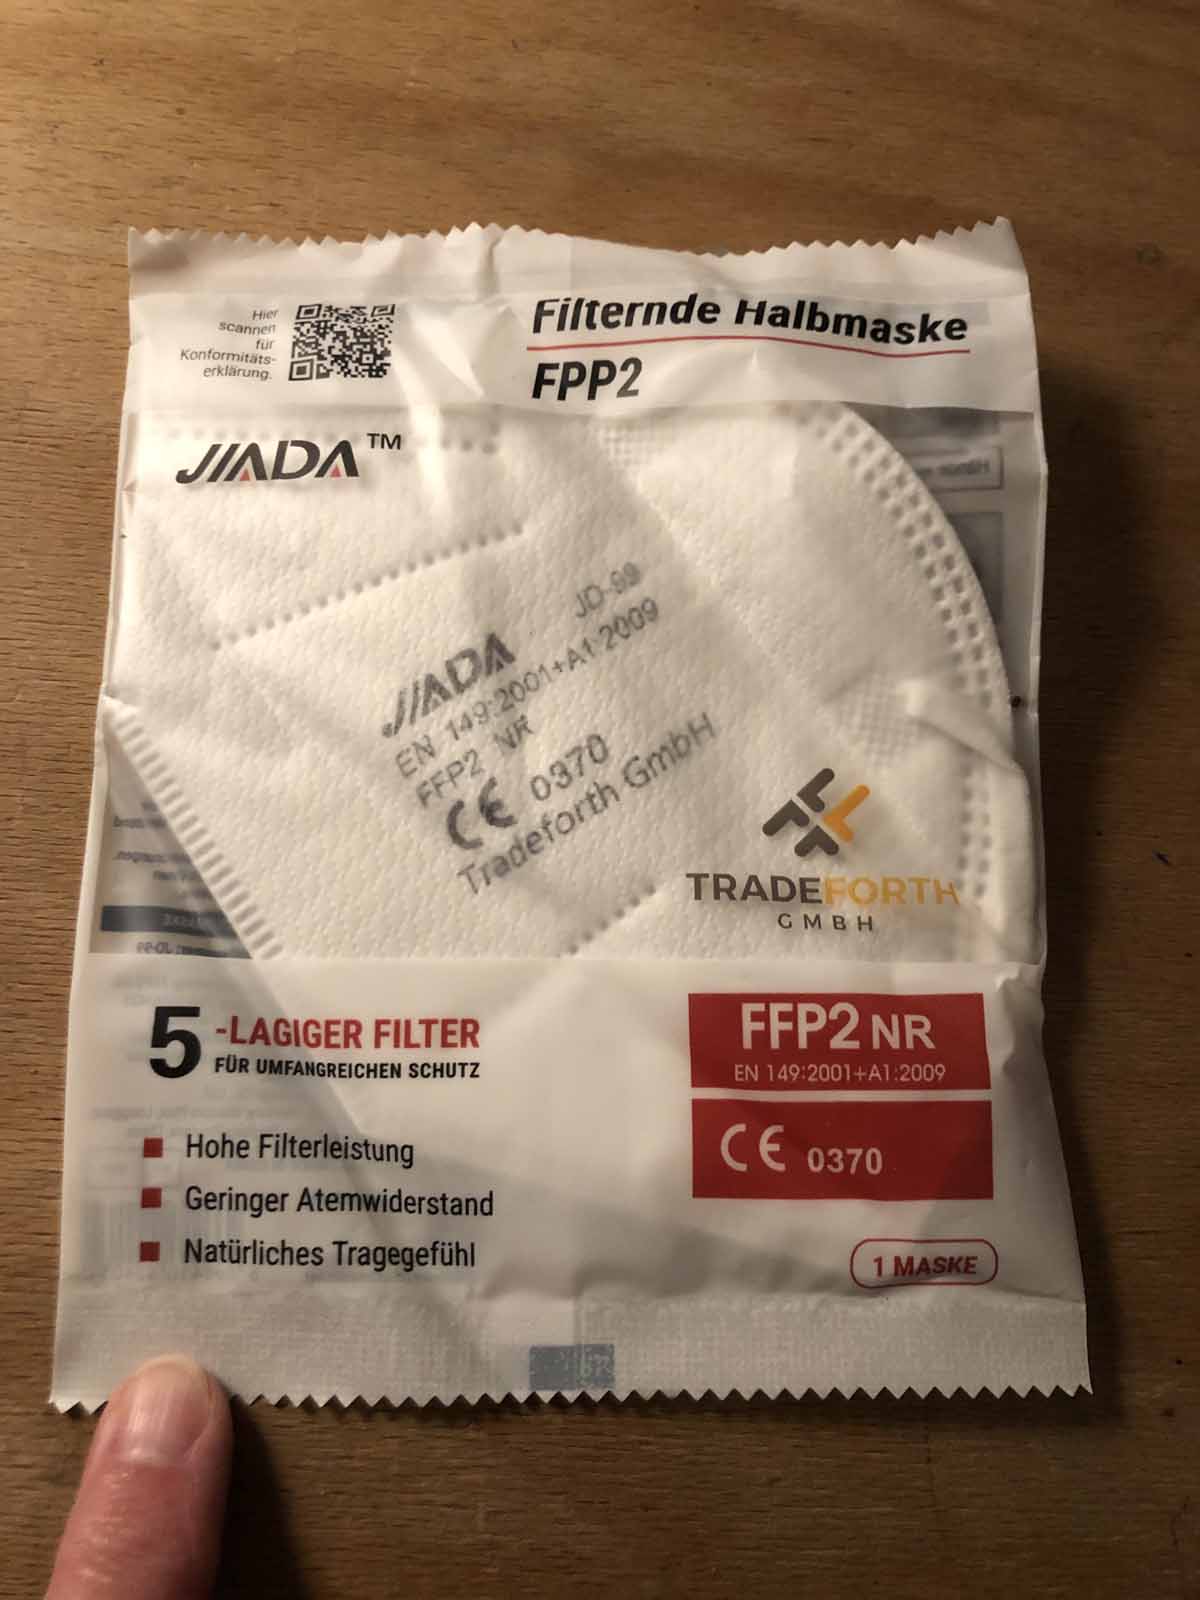 Hier
scannen
für
Konformitäts-
erklärung.
Filternde Halbmaske
FPP2
JIADA™
JIADA JD-99
EN 149:2001+A1:2009
FFP2 NR
CE 0370
Tradeforth GmbH
TRADEFORTH
GMBH
5-LAGIGER FILTER
FÜR UMFANGREICHEN SCHUTZ
Hohe Filterleistung
Geringer Atemwiderstand
Natürliches Tragegefühl
FFP2 NR
EN 149:2001+A1:2009
CE 0370
1 MASKE